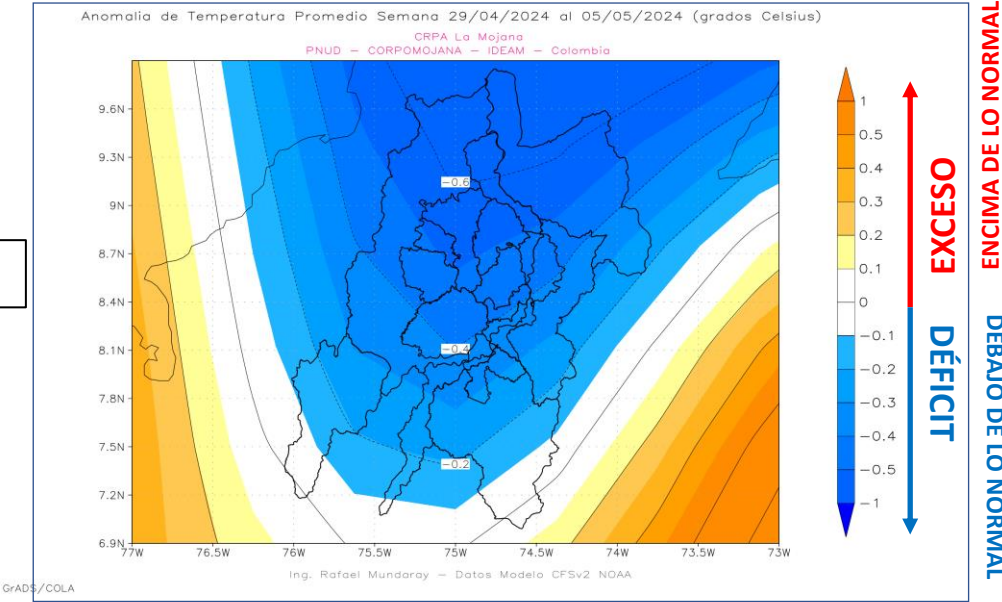 Anomalia de Temperatura Promedio Semana 29/04/2024 al 05/05/2024 (grados Celsius)
CRPA La Mojana
PNUD – CORPOMOJANA – IDEAM – Colombia
9.6N
9.3N
9N
8.7N
8.4N
8.1N
7.8N
7.5N
7.2N
6.9N
77W
76.5W
76W
75.5W
75W
74.5W
74W
73.5W
73W
−0.6
−0.4
−0.2
1
0.5
0.4
0.3
0.2
0.1
0
−0.1
−0.2
−0.3
−0.4
−0.5
−1
EXCESO
DÉFICIT
ENCIMA DE LO NORMAL
DEBAJO DE LO NORMAL
Ing. Rafael Mundaray – Datos Modelo CFSv2 NOAA
GrADS/COLA